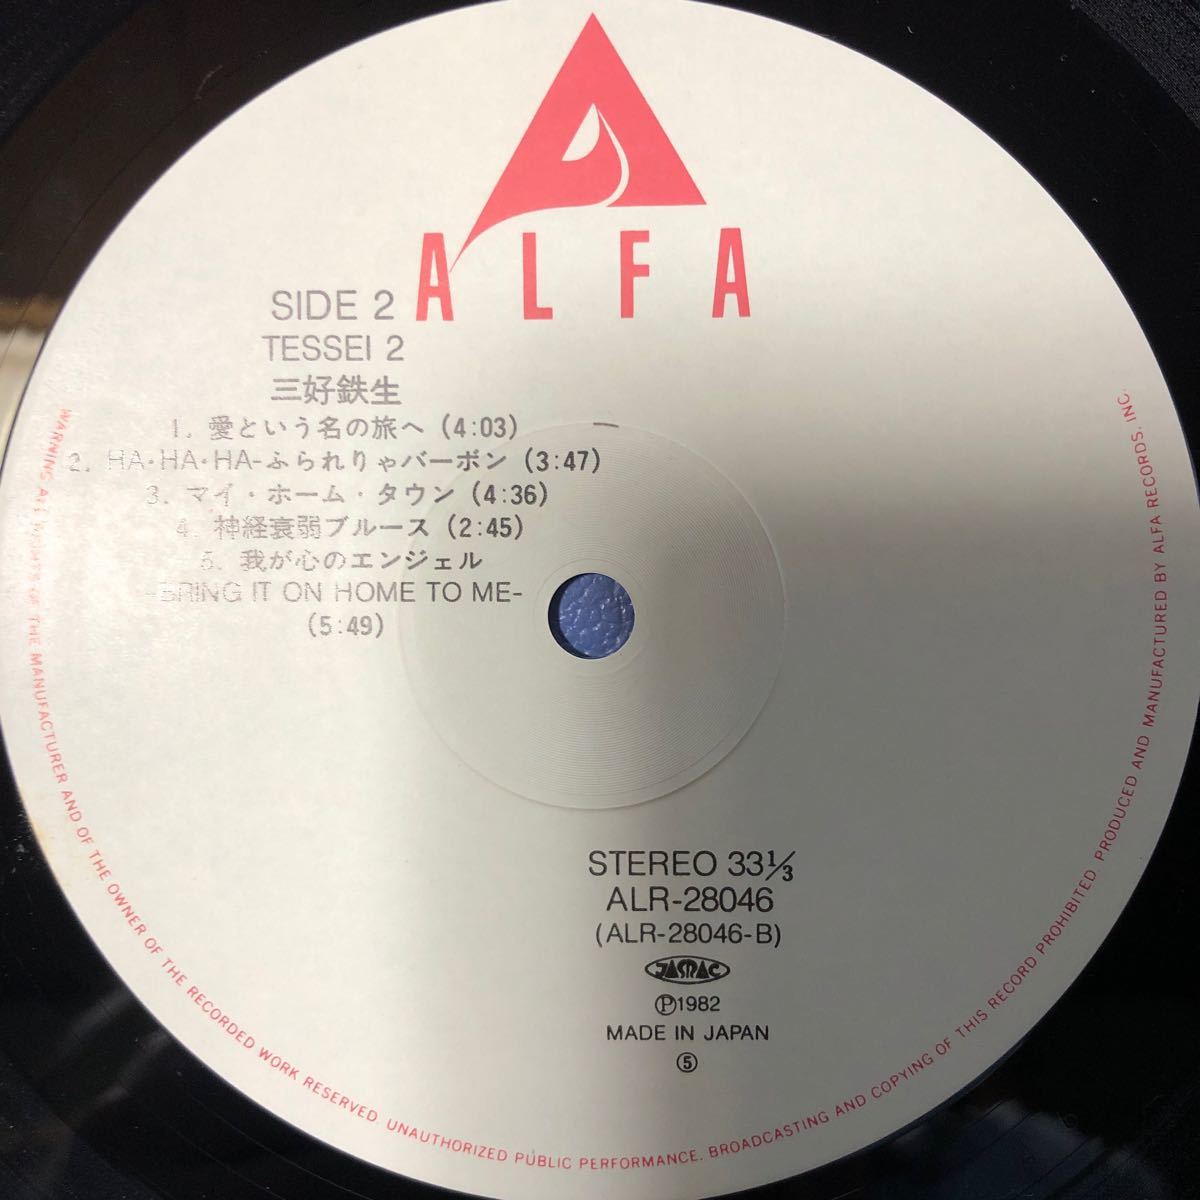 ALFA
SIDE 2
TESSEI 2
三好鉄生
1. 愛という名の旅へ (4:03)
2. HA・HA・HA-ふられりゃバーボン (3:47)
3. マイ・ホーム・タウン (4:36)
4. 神経衰弱ブルース (2:45)
5. 我が心のエンジェル
-BRING IT ON HOME TO ME-
(5:49)
STEREO 33⅓
ALR-28046
(ALR-28046-B)
JASRAC
Ⓟ1982
MADE IN JAPAN
⑤
WARNING ALL RIGHTS OF THE MANUFACTURER AND OF THE OWNER OF THE RECORDED WORK RESERVED. UNAUTHORIZED PUBLIC PERFORMANCE. BROADCASTING AND COPYING OF THIS RECORD PROHIBITED. PRODUCED AND MANUFACTURED BY ALFA RECORDS, INC.